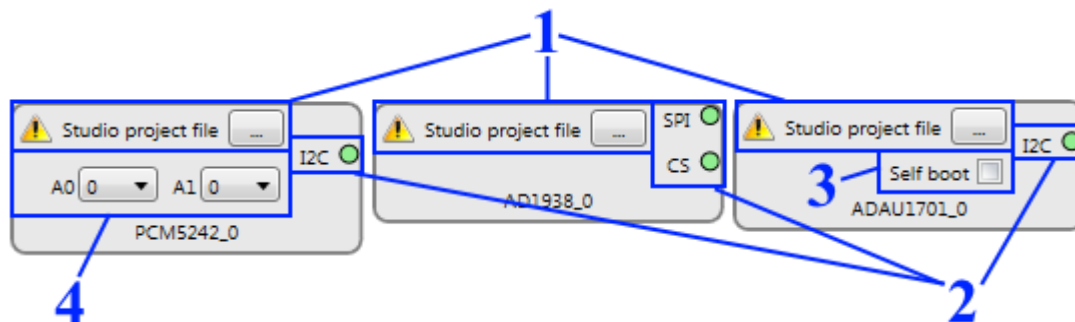 1
Studio project file ...
I2C
A0 0 A1 0
PCM5242_0
Studio project file ...
SPI
CS
AD1938_0
Studio project file ...
I2C
Self boot
ADAU1701_0
3
4
2